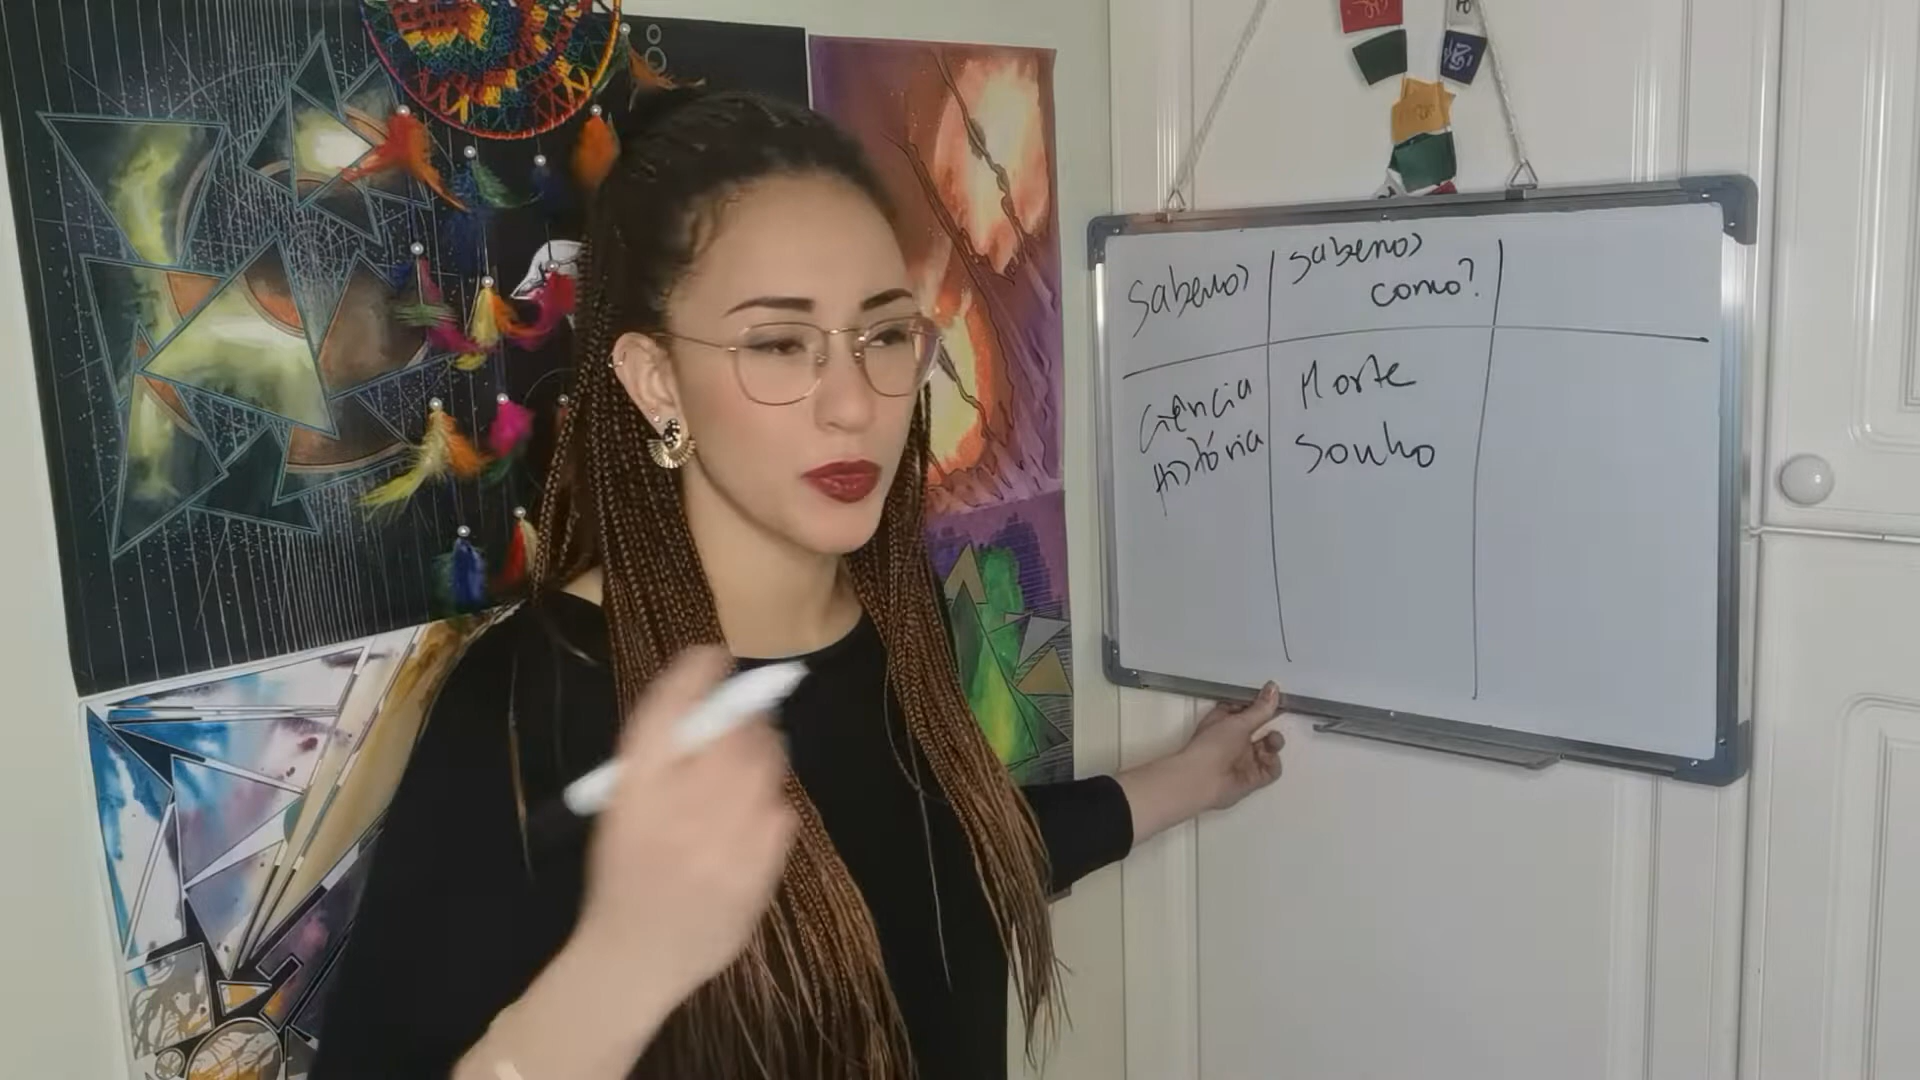 Sabemos
Sabemos
como?
Ciência
História
Morte
Sonho